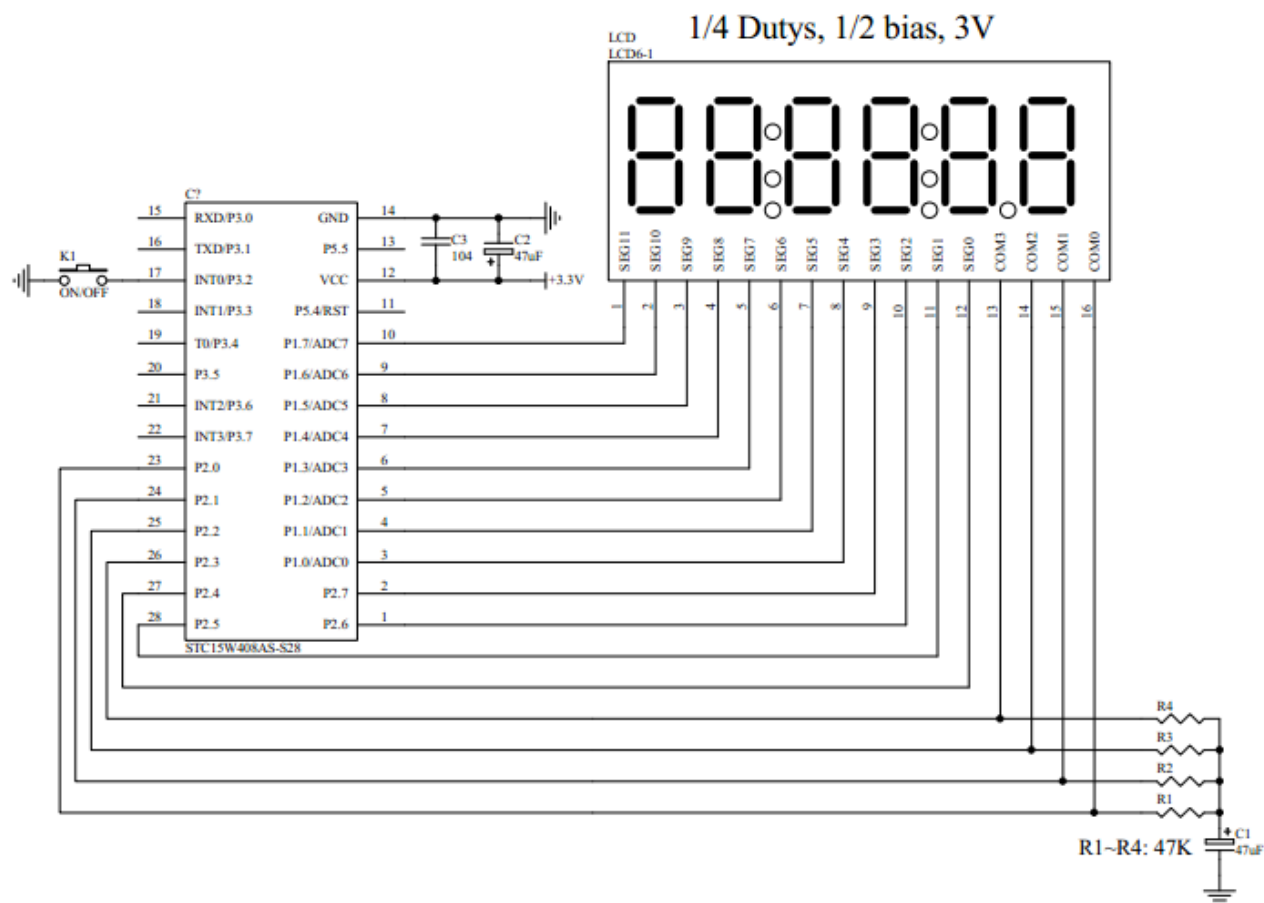 1/4 Dutys, 1/2 bias, 3V
LCD
LCD6-1
SEG11
SEG10
SEG9
SEG8
SEG7
SEG6
SEG5
SEG4
SEG3
SEG2
SEG1
SEG0
COM3
COM2
COM1
COM0
1
2
3
4
5
6
7
8
9
10
11
12
13
14
15
16
C?
15 RXD/P3.0 GND 14
16 TXD/P3.1 P5.5 13
17 INT0/P3.2 VCC 12
18 INT1/P3.3 P5.4/RST 11
19 T0/P3.4 P1.7/ADC7 10
20 P3.5 P1.6/ADC6 9
21 INT2/P3.6 P1.5/ADC5 8
22 INT3/P3.7 P1.4/ADC4 7
23 P2.0 P1.3/ADC3 6
24 P2.1 P1.2/ADC2 5
25 P2.2 P1.1/ADC1 4
26 P2.3 P1.0/ADC0 3
27 P2.4 P2.7 2
28 P2.5 P2.6 1
STC15W408AS-S28
K1
ON/OFF
C3
104
C2
47uF
+
+3.3V
R4
R3
R2
R1
R1~R4: 47K
+ C1
47uF